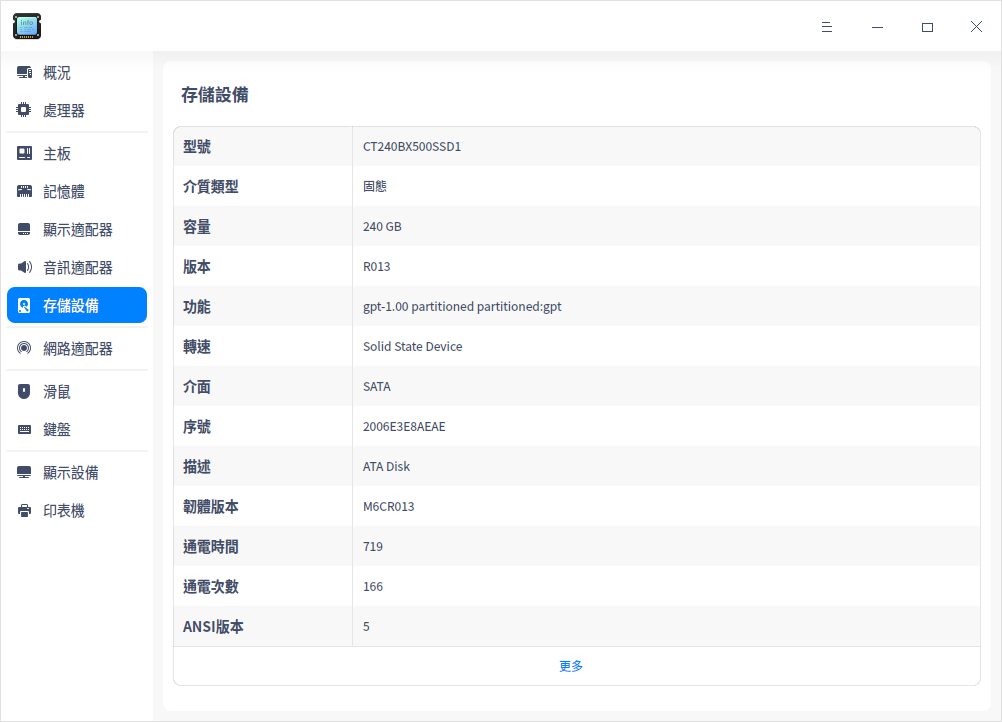 info
概況
處理器
主板
記憶體
顯示適配器
音訊適配器
存儲設備
網路適配器
滑鼠
鍵盤
顯示設備
印表機
存儲設備
型號 CT240BX500SSD1
介質類型 固態
容量 240 GB
版本 R013
功能 gpt-1.00 partitioned partitioned:gpt
轉速 Solid State Device
介面 SATA
序號 2006E3E8AEAE
描述 ATA Disk
韌體版本 M6CR013
通電時間 719
通電次數 166
ANSI版本 5
更多